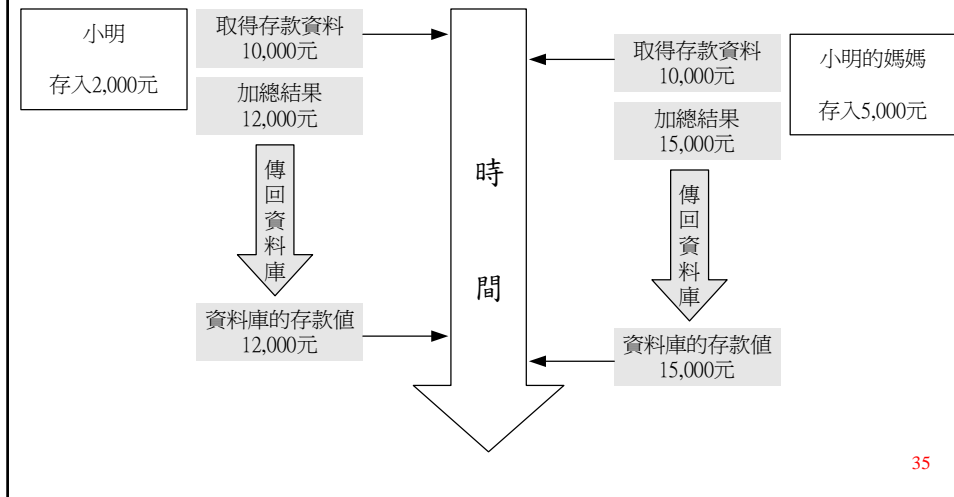 小明
存入2,000元
取得存款資料
10,000元
加總結果
12,000元
傳
回
資
料
庫
資料庫的存款值
12,000元
時
間
取得存款資料
10,000元
加總結果
15,000元
傳
回
資
料
庫
資料庫的存款值
15,000元
小明的媽媽
存入5,000元
35